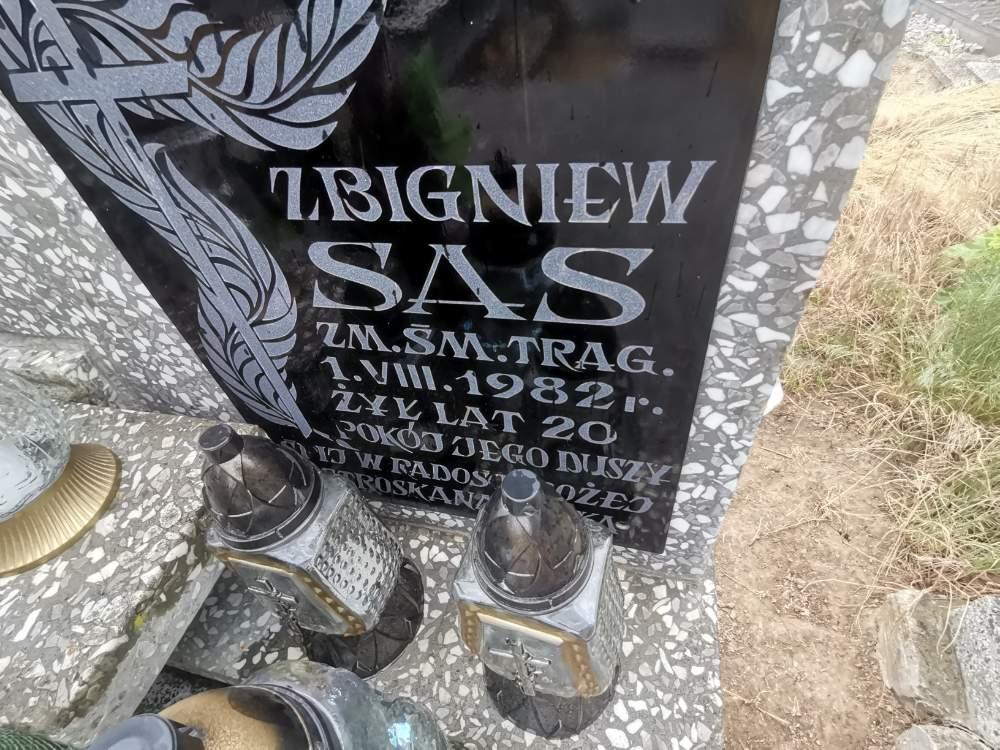 ZBIGNIEW
SAS
ZM. ŚM. TRAG.
1.VIII.1982 r.
ŻYŁ LAT 20
POKÓJ JEGO DUSZY
W